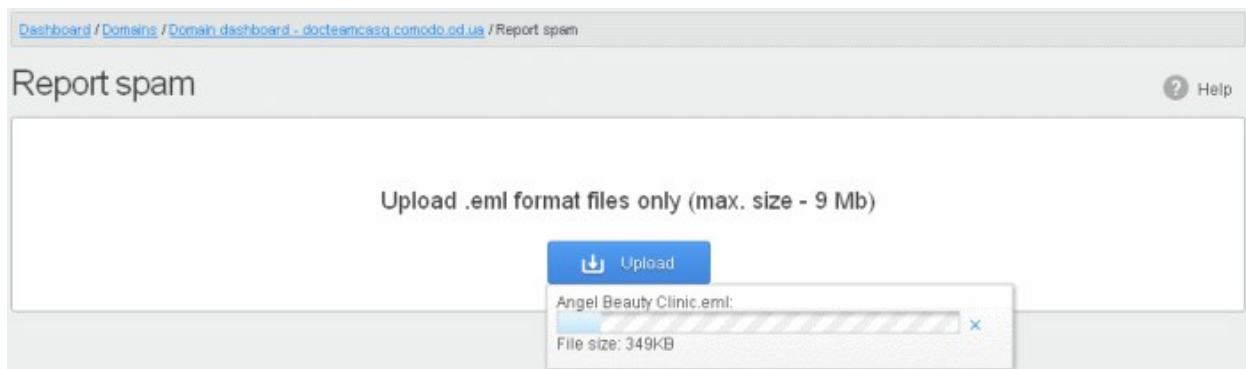 Dashboard / Domains / Domain dashboard - docteamcasq.comodo.od.ua / Report spam
Report spam
Help
Upload .eml format files only (max. size - 9 Mb)
Upload
Angel Beauty Clinic.eml:
File size: 349KB